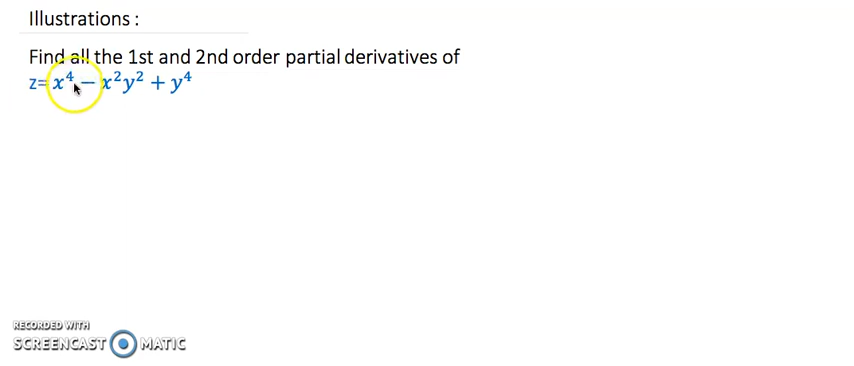 Illustrations :
Find all the 1st and 2nd order partial derivatives of
z= x⁴ − x²y² + y⁴
RECORDED WITH
SCREENCAST MATIC